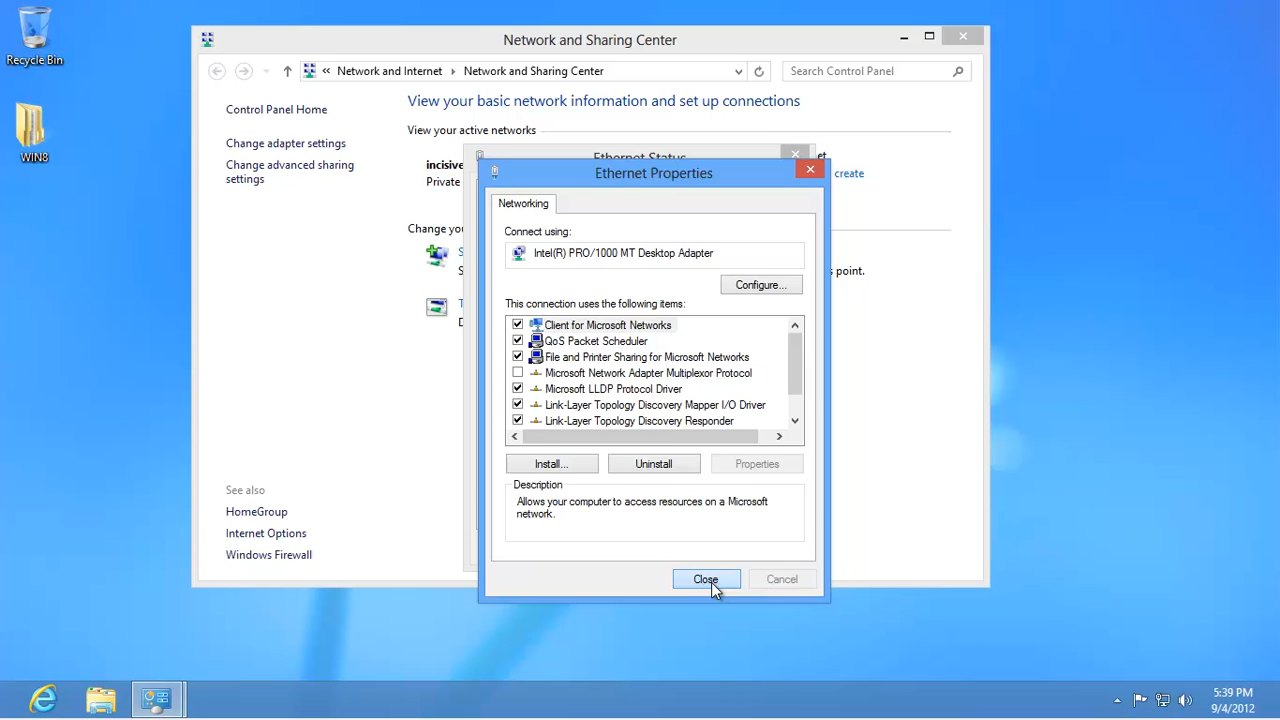 Recycle Bin
WIN8
Network and Sharing Center
« Network and Internet Network and Sharing Center
Search Control Panel
Control Panel Home
Change adapter settings
Change advanced sharing
settings
See also
HomeGroup
Internet Options
Windows Firewall
View your basic network information and set up connections
View your active networks
incisive
Private
create
Change your
point.
Ethernet Status
Ethernet Properties
Networking
Connect using:
Intel(R) PRO/1000 MT Desktop Adapter
Configure...
This connection uses the following items:
Client for Microsoft Networks
QoS Packet Scheduler
File and Printer Sharing for Microsoft Networks
Microsoft Network Adapter Multiplexor Protocol
Microsoft LLDP Protocol Driver
Link-Layer Topology Discovery Mapper I/O Driver
Link-Layer Topology Discovery Responder
Install...
Uninstall
Properties
Description
Allows your computer to access resources on a Microsoft
network.
Close
Cancel
5:39 PM
9/4/2012